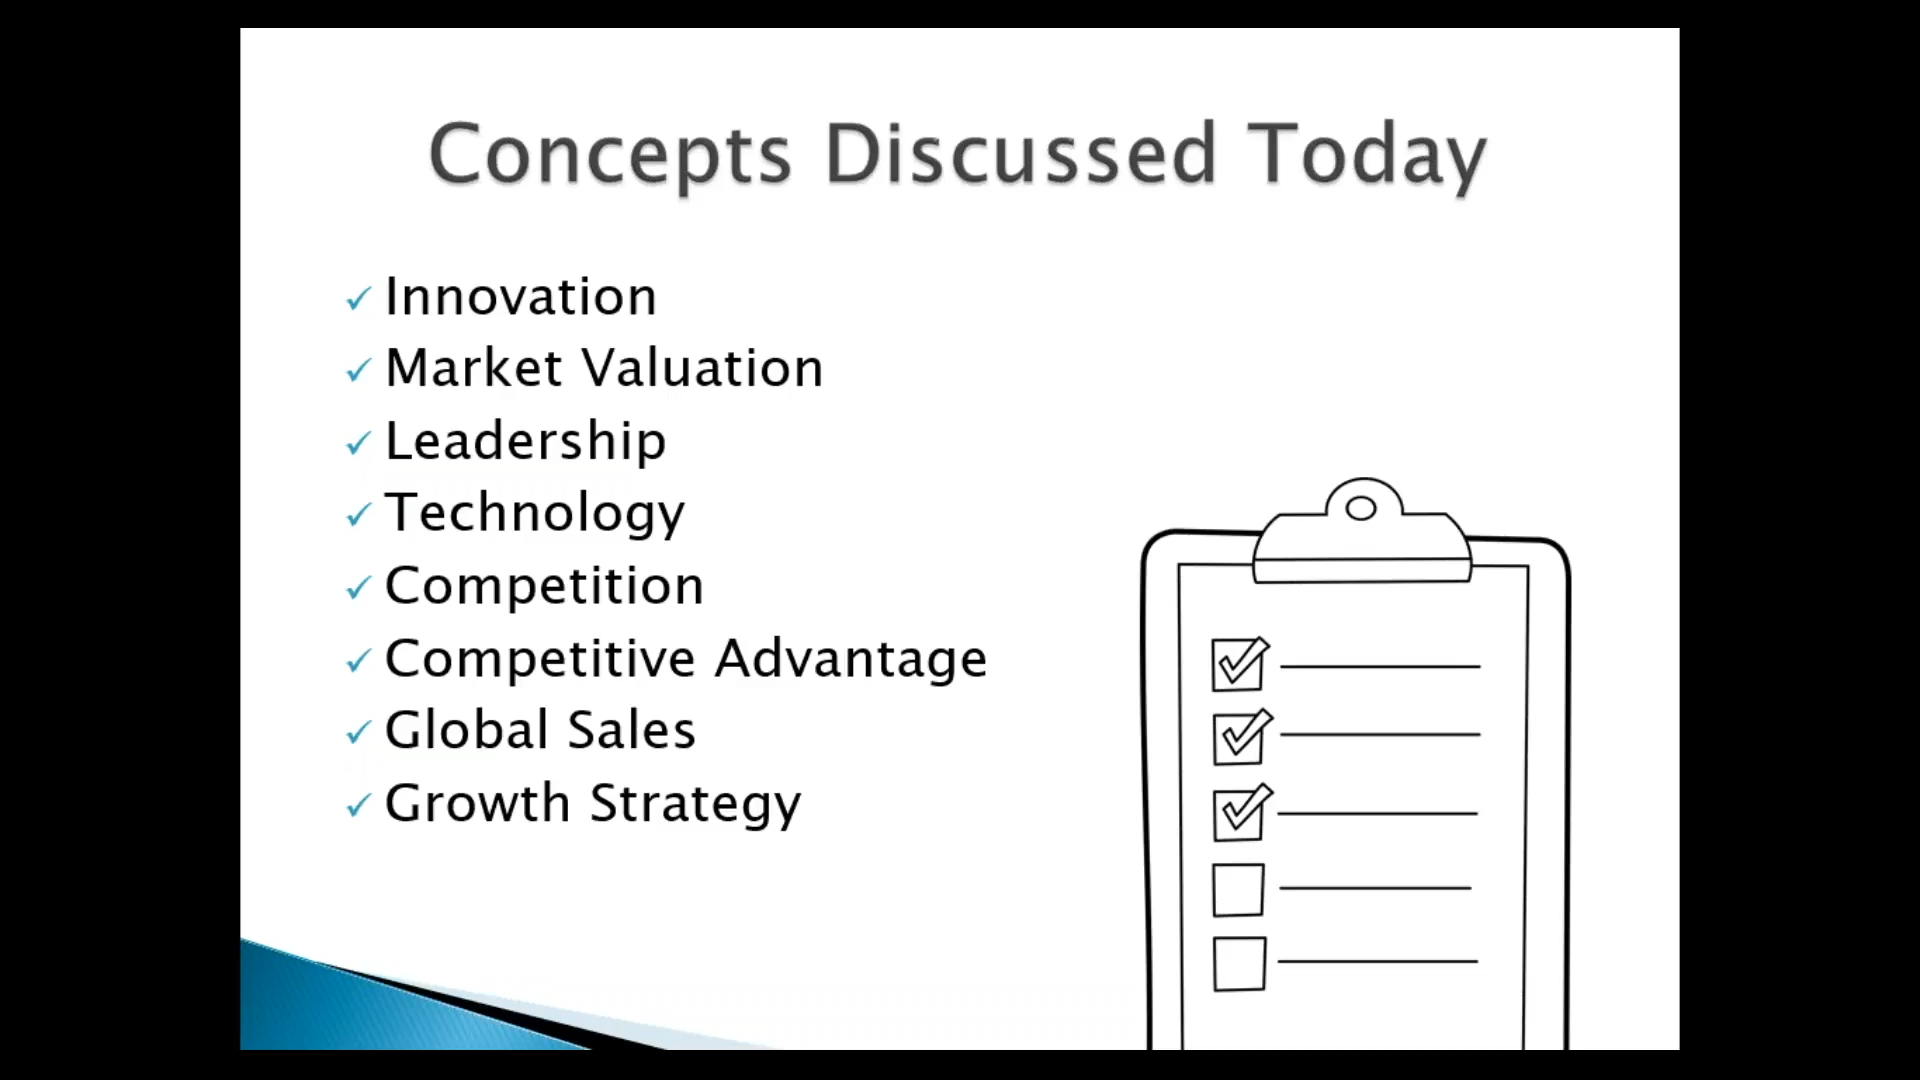 Concepts Discussed Today
Innovation
Market Valuation
Leadership
Technology
Competition
Competitive Advantage
Global Sales
Growth Strategy